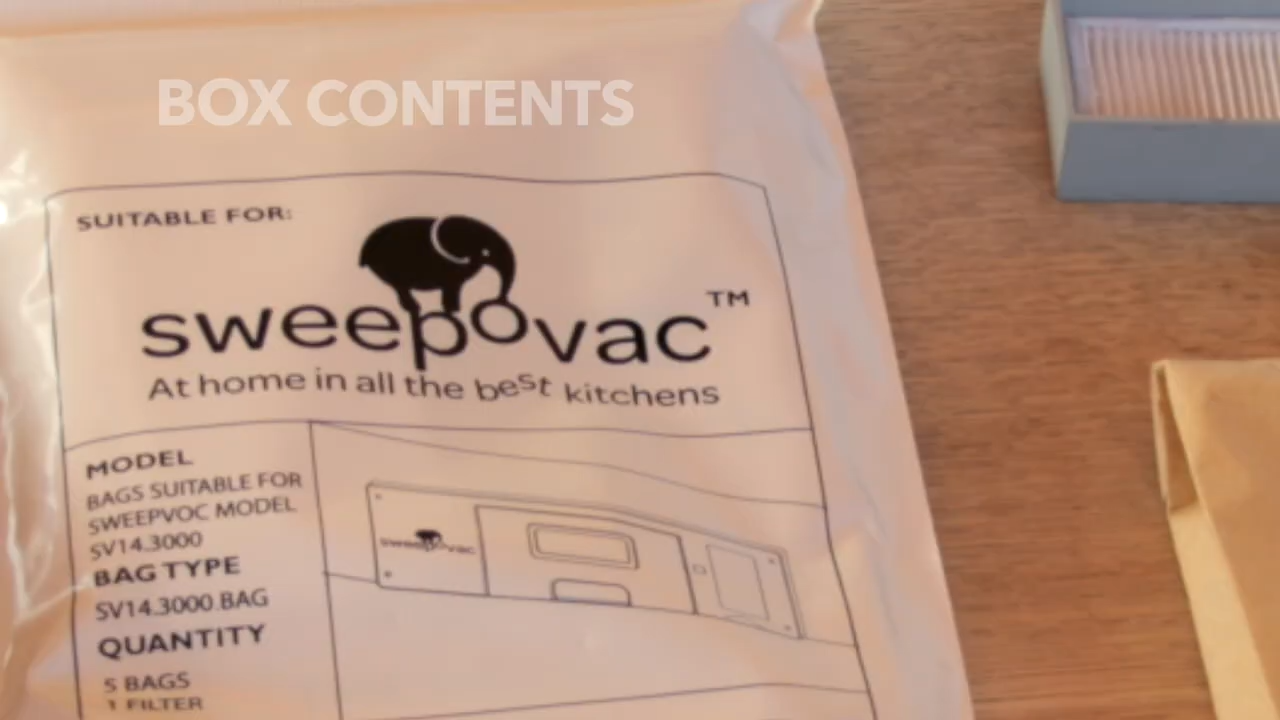 BOX CONTENTS
SUITABLE FOR:
sweepovac™
At home in all the best kitchens
MODEL
BAGS SUITABLE FOR
SWEEPVOC MODEL
SV14.3000
BAG TYPE
SV14.3000.BAG
QUANTITY
5 BAGS
1 FILTER
sweepovac